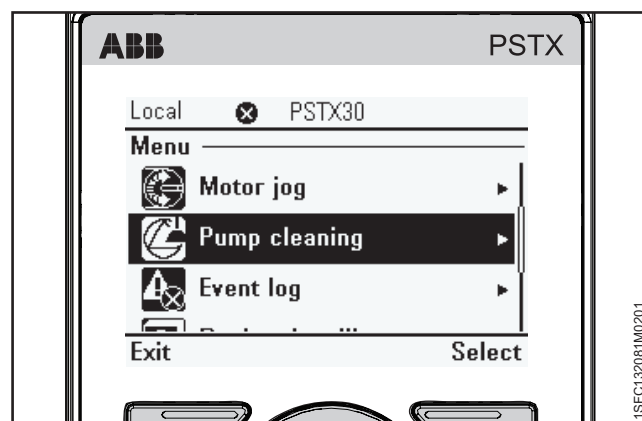 ABB PSTX
Local PSTX30
Menu
Motor jog
Pump cleaning
Event log
Exit Select
1SFC132081M0201